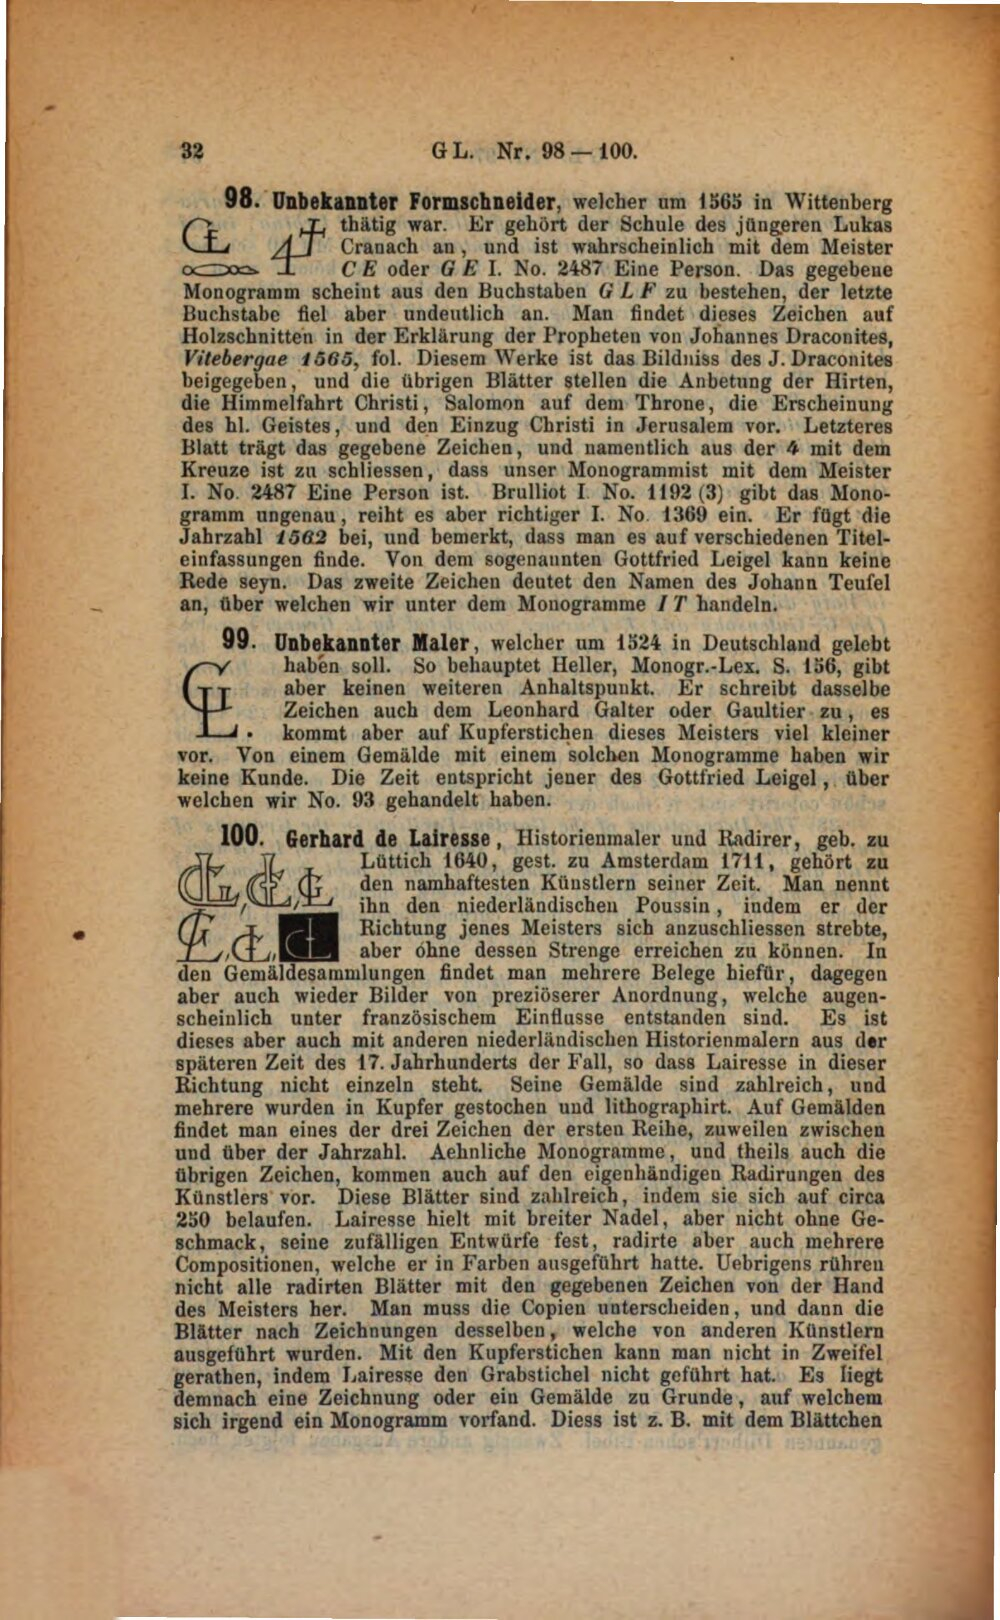 32 GL. Nr. 98 — 100.
98. Unbekannter Formschneider, welcher um 1565 in Wittenberg
thätig war. Er gehört der Schule des jüngeren Lukas
Cranach an, und ist wahrscheinlich mit dem Meister
C E oder G E I. No. 2487 Eine Person. Das gegebene
Monogramm scheint aus den Buchstaben G L F zu bestehen, der letzte
Buchstabe fiel aber undeutlich an. Man findet dieses Zeichen auf
Holzschnitten in der Erklärung der Propheten von Johannes Draconites,
Vitebergae 1565, fol. Diesem Werke ist das Bildniss des J. Draconites
beigegeben, und die übrigen Blätter stellen die Anbetung der Hirten,
die Himmelfahrt Christi, Salomon auf dem Throne, die Erscheinung
des hl. Geistes, und den Einzug Christi in Jerusalem vor. Letzteres
Blatt trägt das gegebene Zeichen, und namentlich aus der 4 mit dem
Kreuze ist zu schliessen, dass unser Monogrammist mit dem Meister
I. No. 2487 Eine Person ist. Brulliot I. No. 1192 (3) gibt das Mono-
gramm ungenau, reiht es aber richtiger I. No. 1369 ein. Er fügt die
Jahrzahl 1562 bei, und bemerkt, dass man es auf verschiedenen Titel-
einfassungen finde. Von dem sogenannten Gottfried Leigel kann keine
Rede seyn. Das zweite Zeichen deutet den Namen des Johann Teufel
an, über welchen wir unter dem Monogramme I T handeln.
99. Unbekannter Maler, welcher um 1524 in Deutschland gelebt
haben soll. So behauptet Heller, Monogr.-Lex. S. 156, gibt
aber keinen weiteren Anhaltspunkt. Er schreibt dasselbe
Zeichen auch dem Leonhard Galter oder Gaultier zu, es
kommt aber auf Kupferstichen dieses Meisters viel kleiner
vor. Von einem Gemälde mit einem solchen Monogramme haben wir
keine Kunde. Die Zeit entspricht jener des Gottfried Leigel, über
welchen wir No. 93 gehandelt haben.
100. Gerhard de Lairesse, Historienmaler und Radirer, geb. zu
Lüttich 1640, gest. zu Amsterdam 1711, gehört zu
den namhaftesten Künstlern seiner Zeit. Man nennt
ihn den niederländischen Poussin, indem er der
Richtung jenes Meisters sich anzuschliessen strebte,
aber ohne dessen Strenge erreichen zu können. In
den Gemäldesammlungen findet man mehrere Belege hiefür, dagegen
aber auch wieder Bilder von preziöserer Anordnung, welche augen-
scheinlich unter französischem Einflusse entstanden sind. Es ist
dieses aber auch mit anderen niederländischen Historienmalern aus der
späteren Zeit des 17. Jahrhunderts der Fall, so dass Lairesse in dieser
Richtung nicht einzeln steht. Seine Gemälde sind zahlreich, und
mehrere wurden in Kupfer gestochen und lithographirt. Auf Gemälden
findet man eines der drei Zeichen der ersten Reihe, zuweilen zwischen
und über der Jahrzahl. Aehnliche Monogramme, und theils auch die
übrigen Zeichen, kommen auch auf den eigenhändigen Radirungen des
Künstlers vor. Diese Blätter sind zahlreich, indem sie sich auf circa
250 belaufen. Lairesse hielt mit breiter Nadel, aber nicht ohne Ge-
schmack, seine zufälligen Entwürfe fest, radirte aber auch mehrere
Compositionen, welche er in Farben ausgeführt hatte. Uebrigens rühren
nicht alle radirten Blätter mit den gegebenen Zeichen von der Hand
des Meisters her. Man muss die Copien unterscheiden, und dann die
Blätter nach Zeichnungen desselben, welche von anderen Künstlern
ausgeführt wurden. Mit den Kupferstichen kann man nicht in Zweifel
gerathen, indem Lairesse den Grabstichel nicht geführt hat. Es liegt
demnach eine Zeichnung oder ein Gemälde zu Grunde, auf welchem
sich irgend ein Monogramm vorfand. Diess ist z. B. mit dem Blättchen